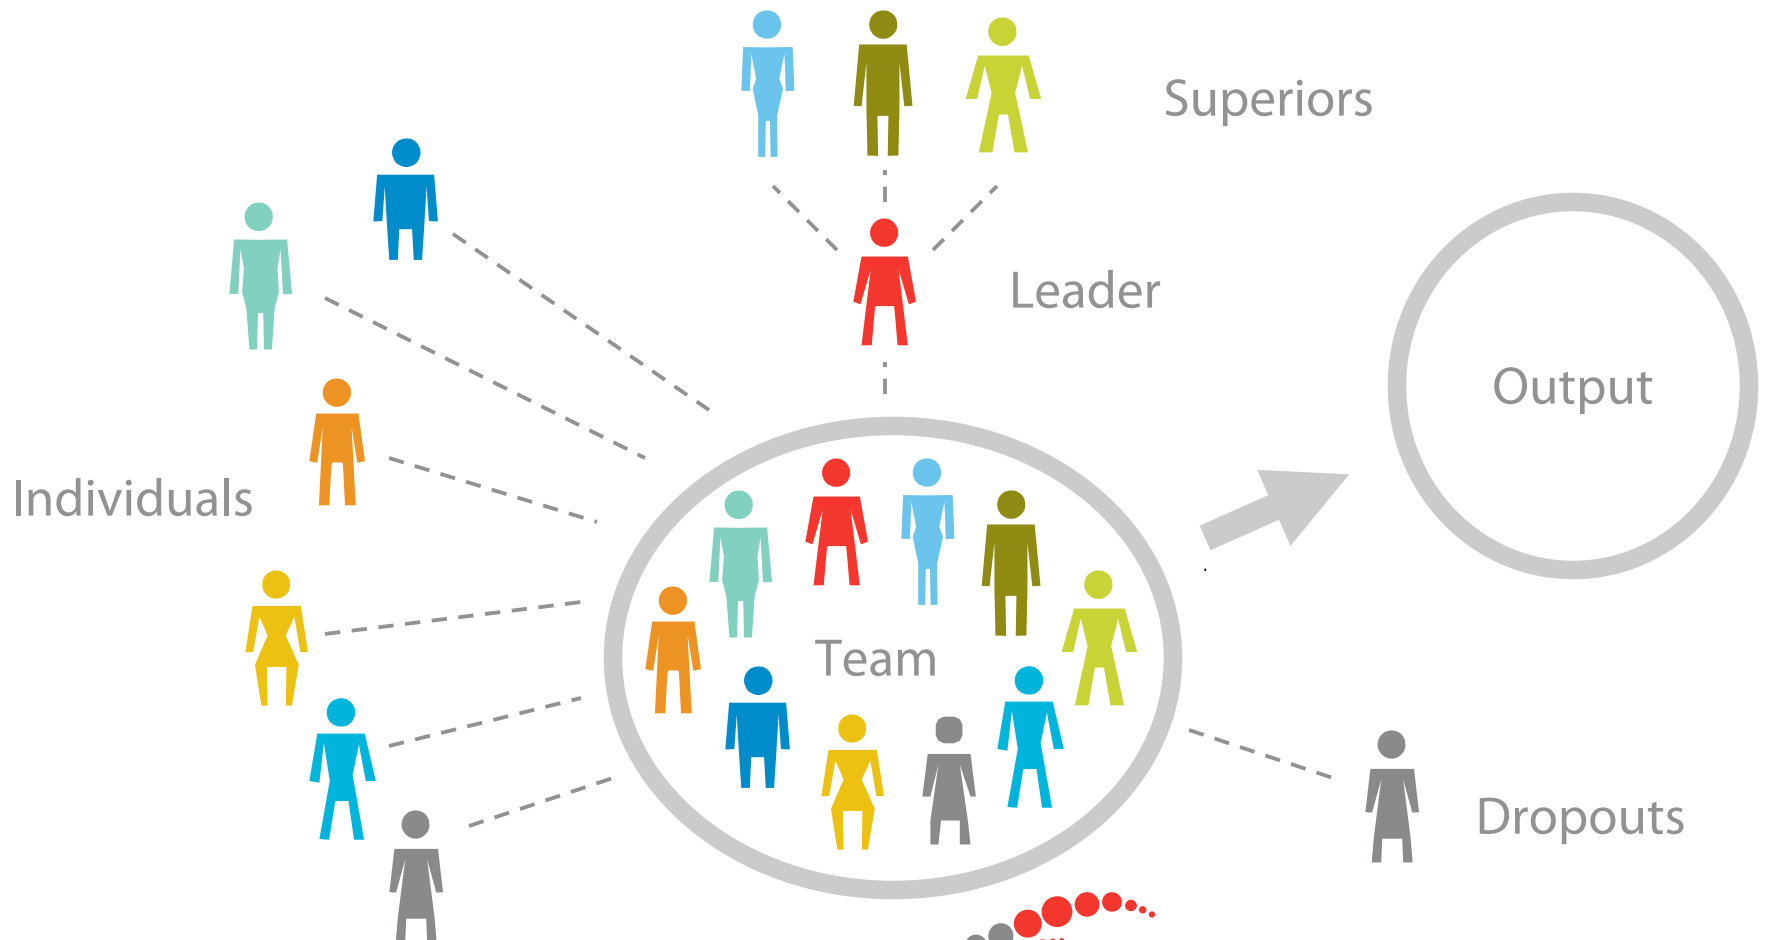 Superiors
Leader
Output
Individuals
Team
Dropouts